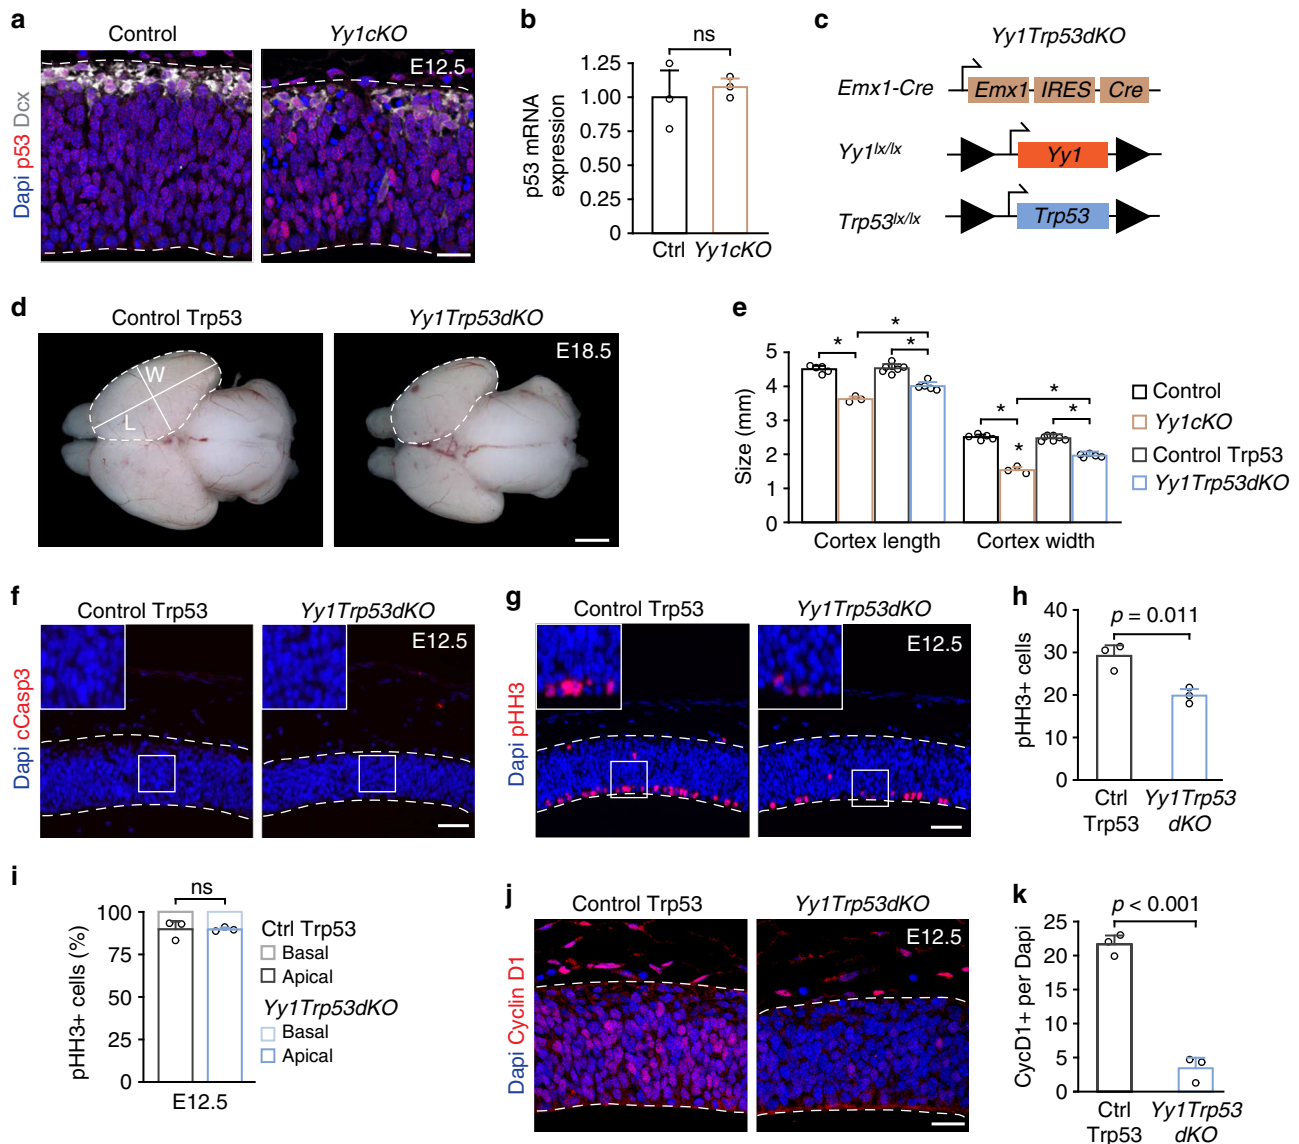 a
Control
Yy1cKO
E12.5
Dapi p53 Dcx
b
ns
1.25
1.00
0.75
0.50
0.25
0
p53 mRNA
expression
Ctrl
Yy1cKO
c
Yy1Trp53dKO
Emx1-Cre
Emx1
IRES
Cre
Yy1lx/lx
Yy1
Trp53lx/lx
Trp53
d
Control Trp53
Yy1Trp53dKO
E18.5
W
L
e
*
*
*
*
*
*
*
5
4
3
2
1
0
Size (mm)
Cortex length
Cortex width
Control
Yy1cKO
Control Trp53
Yy1Trp53dKO
f
Control Trp53
Yy1Trp53dKO
E12.5
Dapi cCasp3
g
Control Trp53
Yy1Trp53dKO
E12.5
Dapi pHH3
h
p = 0.011
40
30
20
10
0
pHH3+ cells
Ctrl
Trp53
Yy1Trp53
dKO
i
ns
100
75
50
25
0
pHH3+ cells (%)
E12.5
Ctrl Trp53
Basal
Apical
Yy1Trp53dKO
Basal
Apical
j
Control Trp53
Yy1Trp53dKO
E12.5
Dapi Cyclin D1
k
p < 0.001
25
20
15
10
5
0
CycD1+ per Dapi
Ctrl
Trp53
Yy1Trp53
dKO